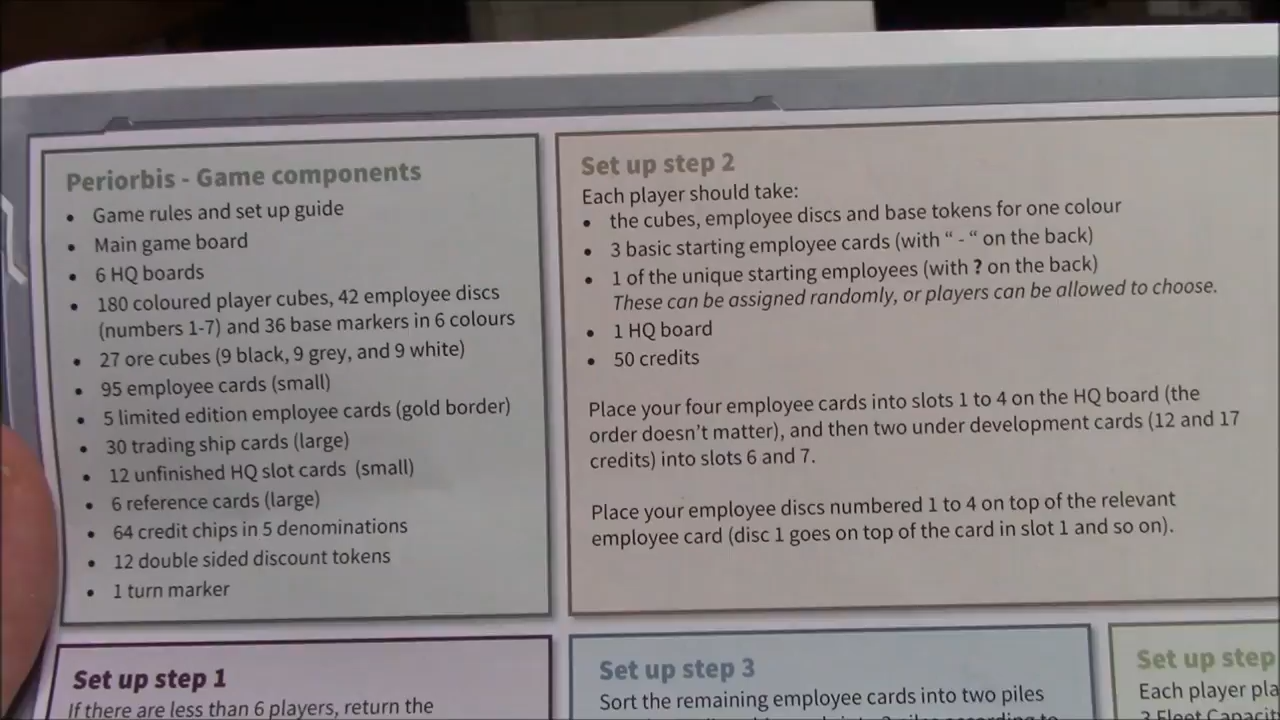 Periorbis - Game components
• Game rules and set up guide
• Main game board
• 6 HQ boards
• 180 coloured player cubes, 42 employee discs
(numbers 1-7) and 36 base markers in 6 colours
• 27 ore cubes (9 black, 9 grey, and 9 white)
• 95 employee cards (small)
• 5 limited edition employee cards (gold border)
• 30 trading ship cards (large)
• 12 unfinished HQ slot cards (small)
• 6 reference cards (large)
• 64 credit chips in 5 denominations
• 12 double sided discount tokens
• 1 turn marker
Set up step 2
Each player should take:
• the cubes, employee discs and base tokens for one colour
• 3 basic starting employee cards (with “ - “ on the back)
• 1 of the unique starting employees (with ? on the back)
These can be assigned randomly, or players can be allowed to choose.
• 1 HQ board
• 50 credits
Place your four employee cards into slots 1 to 4 on the HQ board (the
order doesn’t matter), and then two under development cards (12 and 17
credits) into slots 6 and 7.
Place your employee discs numbered 1 to 4 on top of the relevant
employee card (disc 1 goes on top of the card in slot 1 and so on).
Set up step 1
If there are less than 6 players, return the
Set up step 3
Sort the remaining employee cards into two piles
Set up step
Each player pla
3 Fleet Capacit